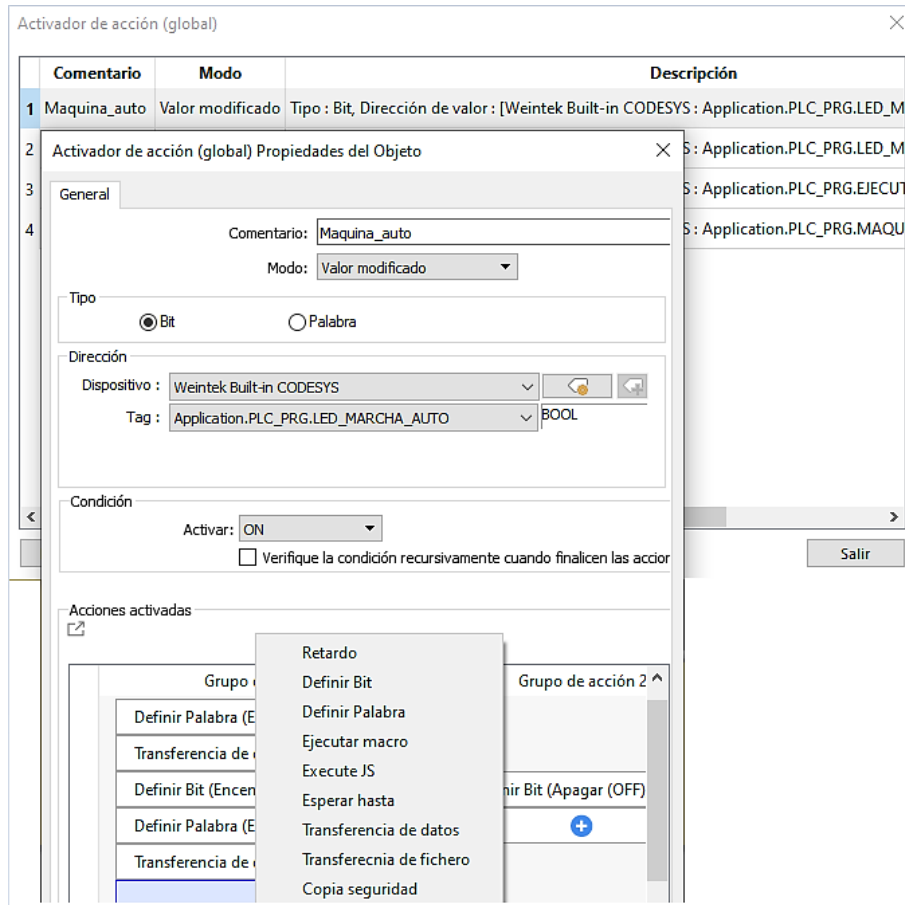 Activador de acción (global)
Comentario Modo Descripción
1 Maquina_auto Valor modificado Tipo : Bit, Dirección de valor : [Weintek Built-in CODESYS : Application.PLC_PRG.LED_M
Activador de acción (global) Propiedades del Objeto
2 S : Application.PLC_PRG.LED_M
3 S : Application.PLC_PRG.EJECUT
4 S : Application.PLC_PRG.MAQU
General
Comentario: Maquina_auto
Modo: Valor modificado
Tipo
Bit Palabra
Dirección
Dispositivo : Weintek Built-in CODESYS
Tag : Application.PLC_PRG.LED_MARCHA_AUTO BOOL
Condición
Activar: ON
Verifique la condición recursivamente cuando finalicen las accion
Salir
Acciones activadas
Grupo Grupo de acción 2
Definir Palabra (E
Transferencia de
Definir Bit (Encen nir Bit (Apagar (OFF)
Definir Palabra (E
Transferencia de
Retardo
Definir Bit
Definir Palabra
Ejecutar macro
Execute JS
Esperar hasta
Transferencia de datos
Transferecnia de fichero
Copia seguridad